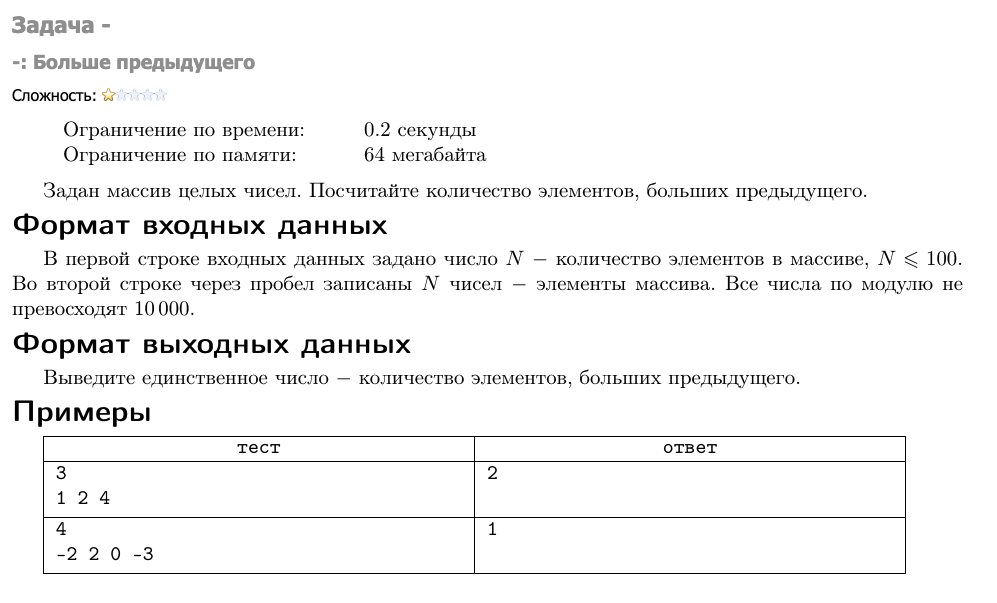 Задача -
-: Больше предыдущего
Сложность:
Ограничение по времени: 0.2 секунды
Ограничение по памяти: 64 мегабайта
Задан массив целых чисел. Посчитайте количество элементов, больших предыдущего.
Формат входных данных
В первой строке входных данных задано число N − количество элементов в массиве, N ⩽ 100.
Во второй строке через пробел записаны N чисел − элементы массива. Все числа по модулю не
превосходят 10 000.
Формат выходных данных
Выведите единственное число − количество элементов, больших предыдущего.
Примеры
тест ответ
3 2
1 2 4
4 1
-2 2 0 -3